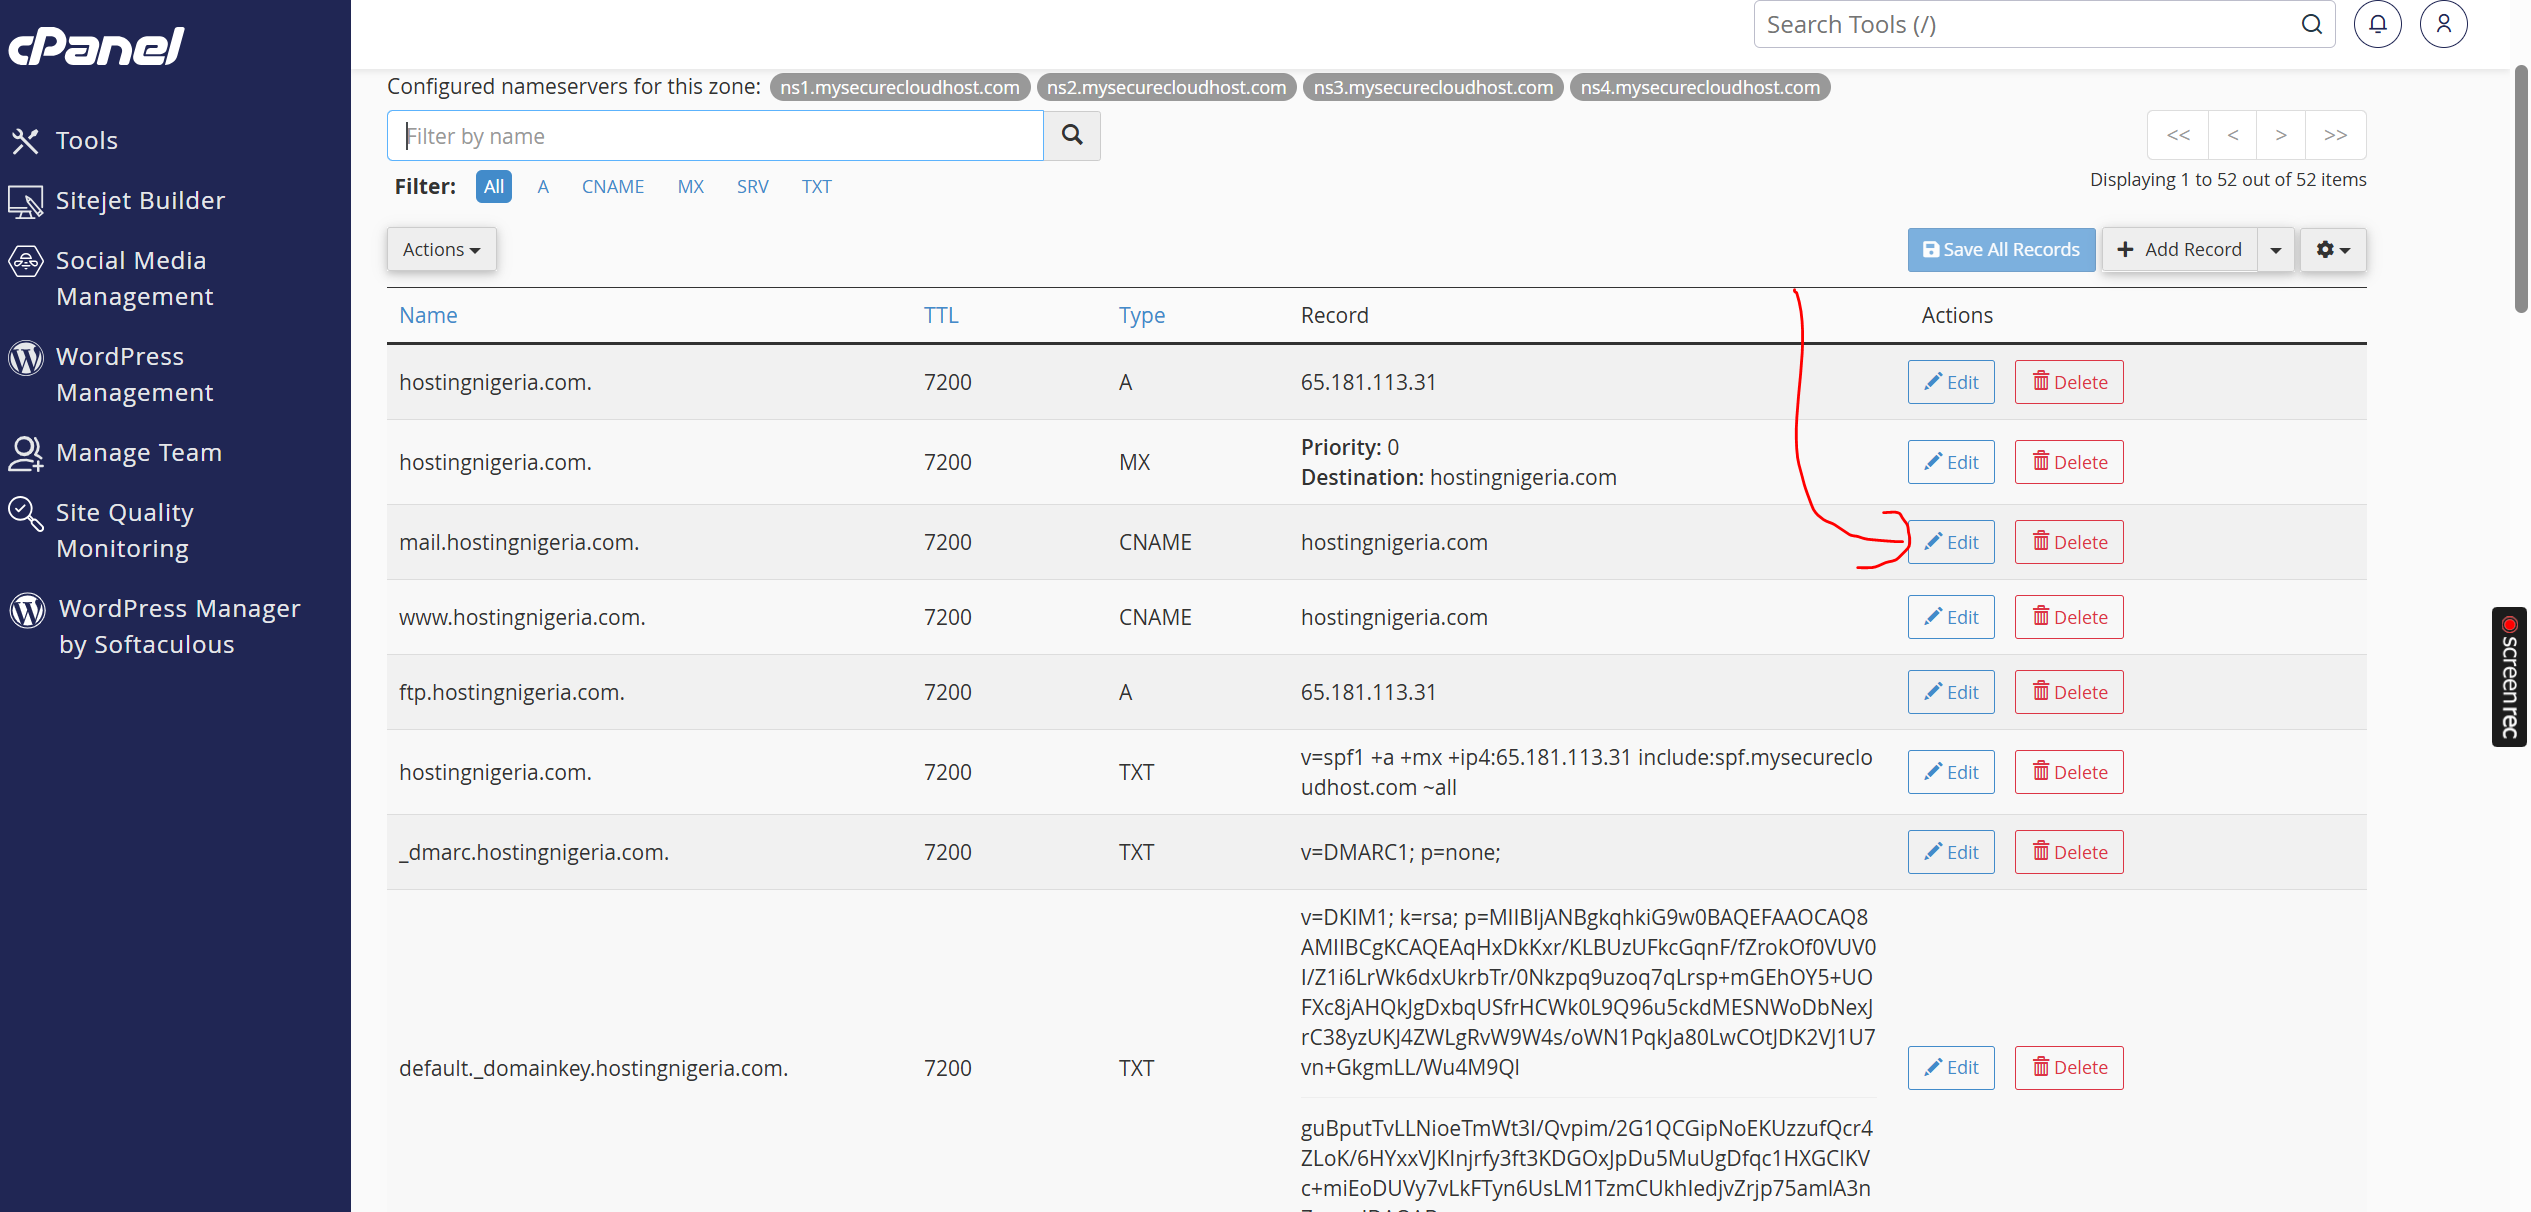 cPanel
Search Tools (/)
Tools
Sitejet Builder
Social Media
Management
WordPress
Management
Manage Team
Site Quality
Monitoring
WordPress Manager
by Softaculous
Configured nameservers for this zone: ns1.mysecurecloudhost.com ns2.mysecurecloudhost.com ns3.mysecurecloudhost.com ns4.mysecurecloudhost.com
Filter by name
<< < > >>
Displaying 1 to 52 out of 52 items
Filter: All A CNAME MX SRV TXT
Actions
Save All Records
Add Record
Name TTL Type Record Actions
hostingnigeria.com. 7200 A 65.181.113.31 Edit Delete
hostingnigeria.com. 7200 MX Priority: 0
Destination: hostingnigeria.com Edit Delete
mail.hostingnigeria.com. 7200 CNAME hostingnigeria.com Edit Delete
www.hostingnigeria.com. 7200 CNAME hostingnigeria.com Edit Delete
ftp.hostingnigeria.com. 7200 A 65.181.113.31 Edit Delete
hostingnigeria.com. 7200 TXT v=spf1 +a +mx +ip4:65.181.113.31 include:spf.mysecureclo
udhost.com ~all Edit Delete
_dmarc.hostingnigeria.com. 7200 TXT v=DMARC1; p=none; Edit Delete
default._domainkey.hostingnigeria.com. 7200 TXT Edit Delete
v=DKIM1; k=rsa; p=MIIBIjANBgkqhkiG9w0BAQEFAAOCAQ8
AMIIBCgKCAQEAqHxDkKxr/KLBUzUFkcGqnF/fZrokOf0VUV0
I/Z1i6LrWk6dxUkrbTr/0Nkzpq9uzoq7qLrsp+mGEhOY5+UO
FXc8jAHQkJgDxbqUSfrHCWk0L9Q96u5ckdMESNWoDbNexJ
rC38yzUKJ4ZWLgRvW9W4s/oWN1PqkJa80LwCOtJDK2VJ1U7
vn+GkgmLL/Wu4M9QI
guBputTvLLNioeTmWt3I/Qvpim/2G1QCGipNoEKUzzufQcr4
ZLoK/6HYxxVJKInjrfy3ft3KDGOxJpDu5MuUgDfqc1HXGCIKV
c+miEoDUVy7vLkFTyn6UsLM1TzmCUkhIedjvZrjp75amIA3n
screenrec